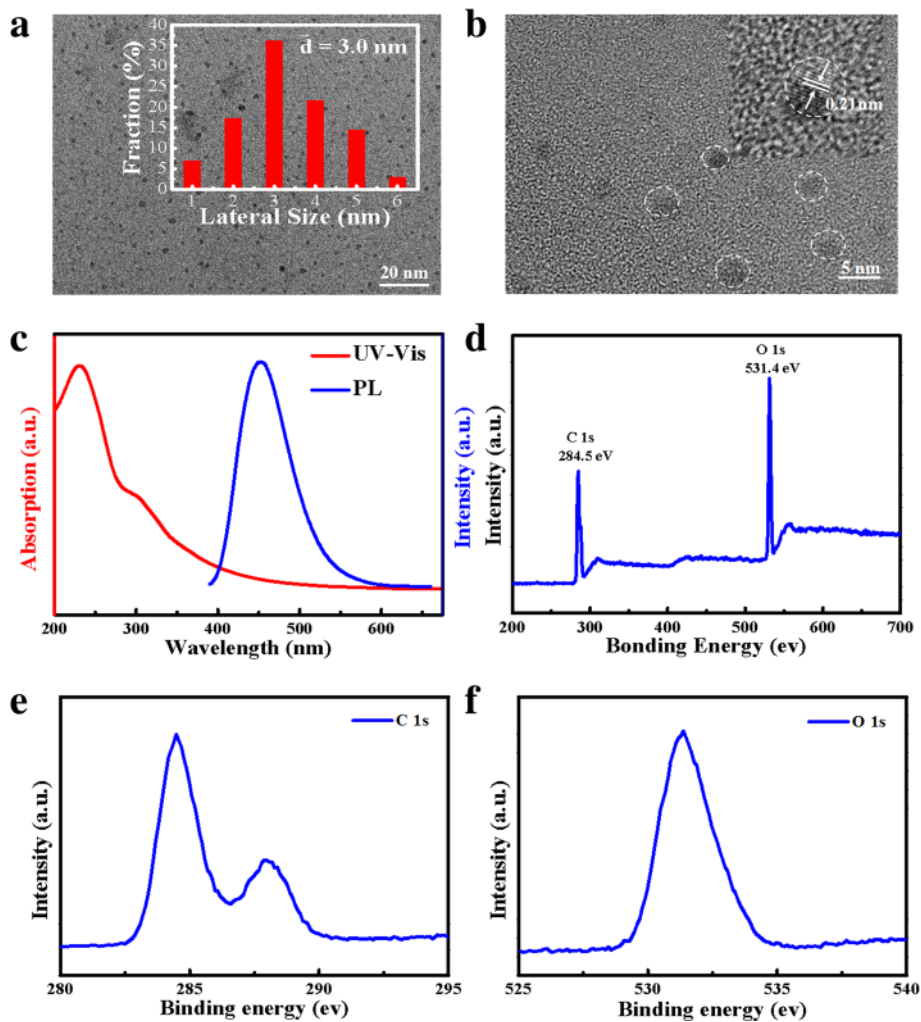 a
40
35
30
25
20
15
10
5
0
Fraction (%)
d̄ = 3.0 nm
1 2 3 4 5 6
Lateral Size (nm)
20 nm
b
0.21nm
5 nm
c
UV-Vis
PL
Absorption (a.u.)
Intensity (a.u.)
200 300 400 500 600
Wavelength (nm)
d
O 1s
531.4 eV
C 1s
284.5 eV
Intensity (a.u.)
200 300 400 500 600 700
Bonding Energy (ev)
e
C 1s
Intensity (a.u.)
280 285 290 295
Binding energy (ev)
f
O 1s
Intensity (a.u.)
525 530 535 540
Binding energy (ev)